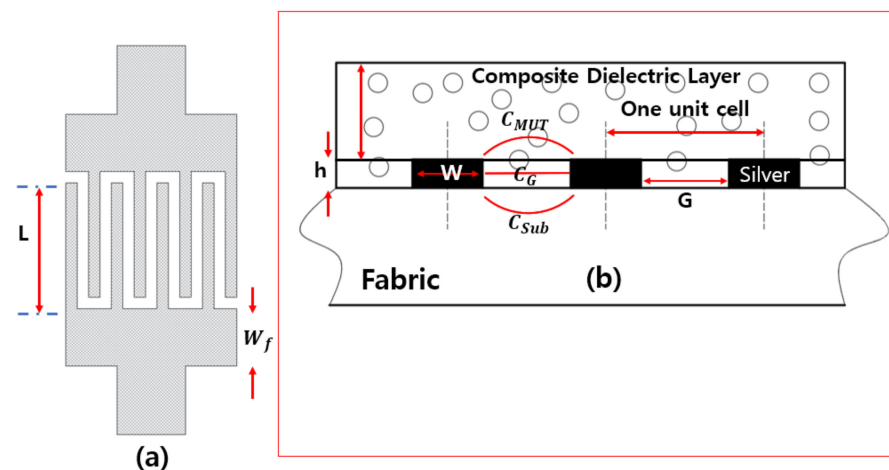 L
W_f
(a)
Composite Dielectric Layer
One unit cell
C_MUT
h
W
C_G
Silver
G
C_Sub
Fabric
(b)